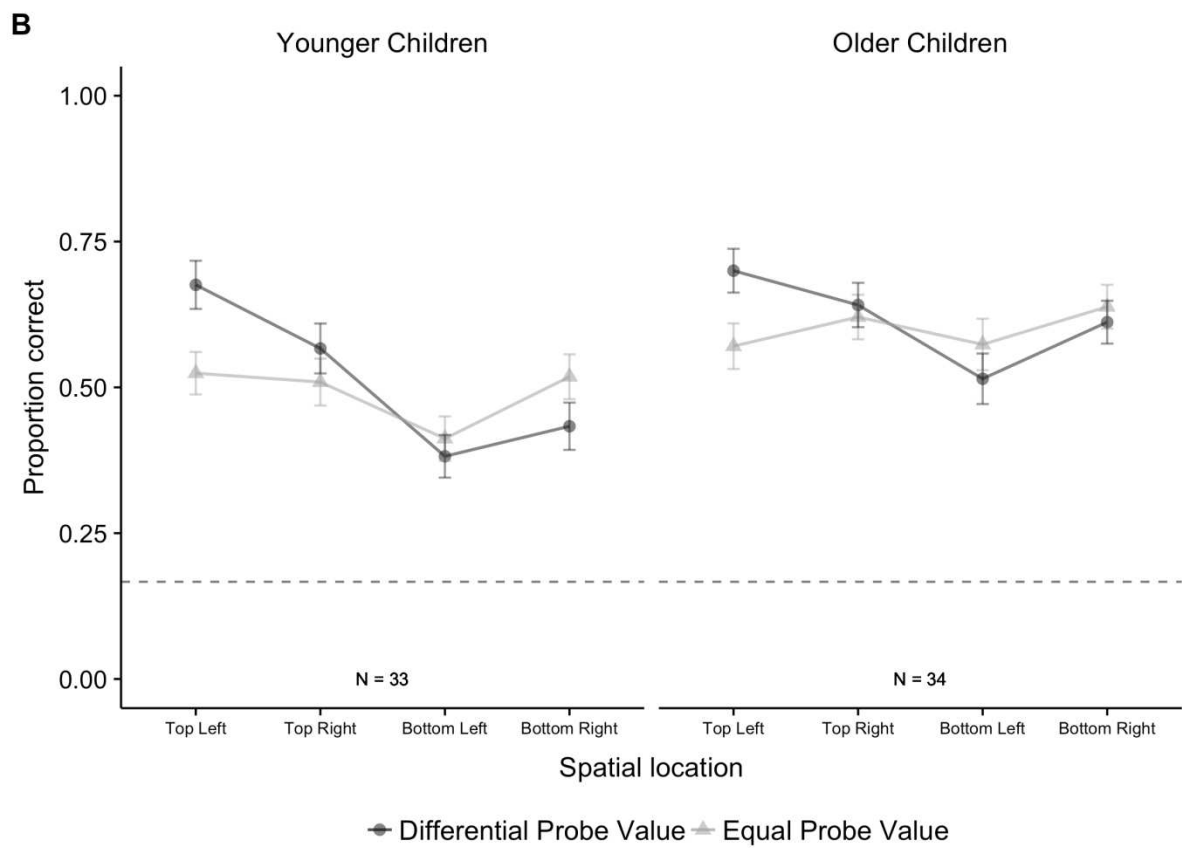 B
Younger Children
Older Children
Proportion correct
1.00
0.75
0.50
0.25
0.00
N = 33
N = 34
Top Left Top Right Bottom Left Bottom Right Top Left Top Right Bottom Left Bottom Right
Spatial location
Differential Probe Value Equal Probe Value